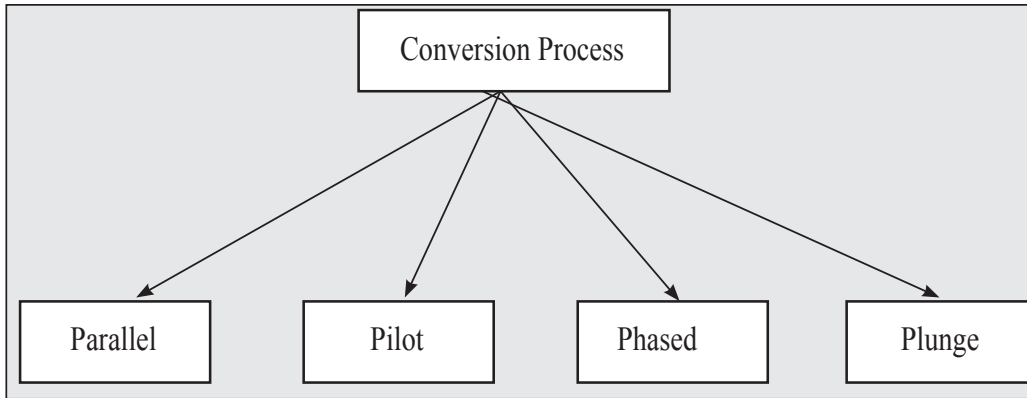 Conversion Process
Parallel
Pilot
Phased
Plunge